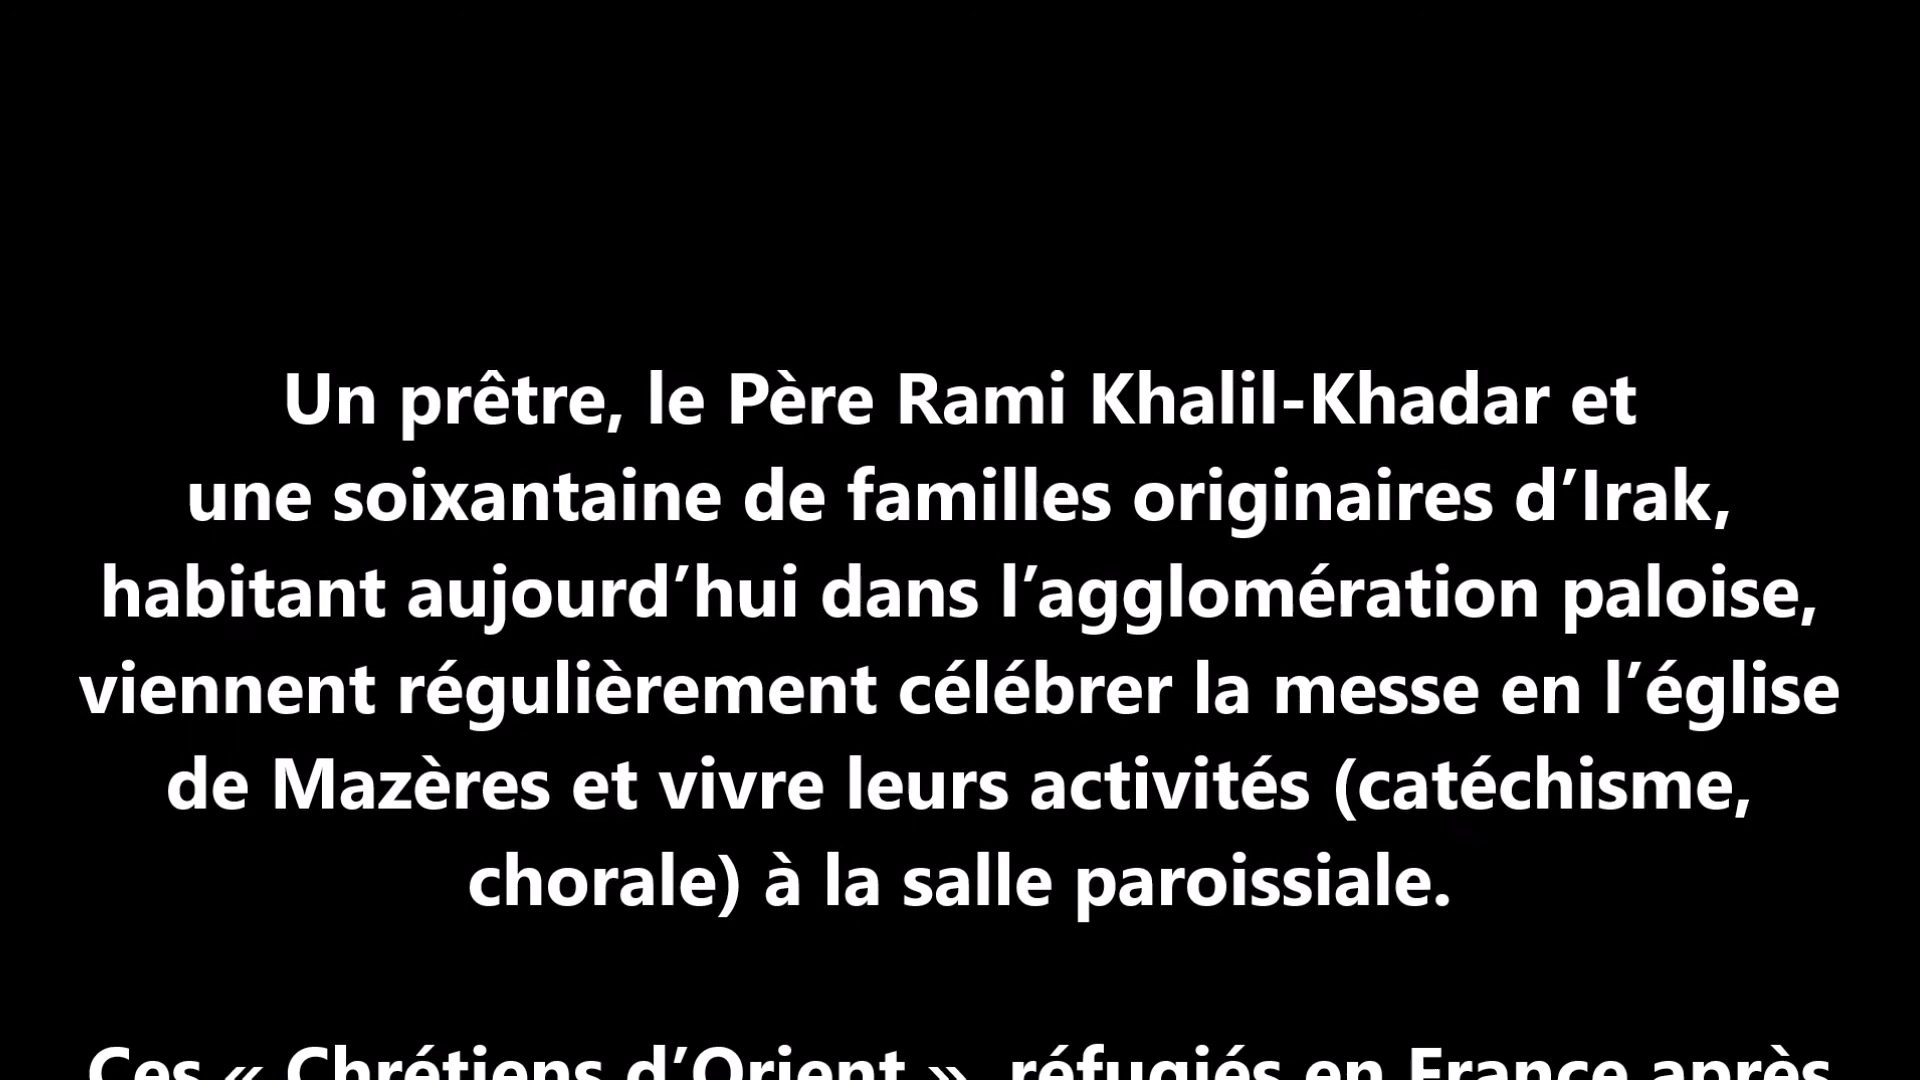 Un prêtre, le Père Rami Khalil-Khadar et
une soixantaine de familles originaires d’Irak,
habitant aujourd’hui dans l’agglomération paloise,
viennent régulièrement célébrer la messe en l’église
de Mazères et vivre leurs activités (catéchisme,
chorale) à la salle paroissiale.
Ces « Chrétiens d’Orient », réfugiés en France après